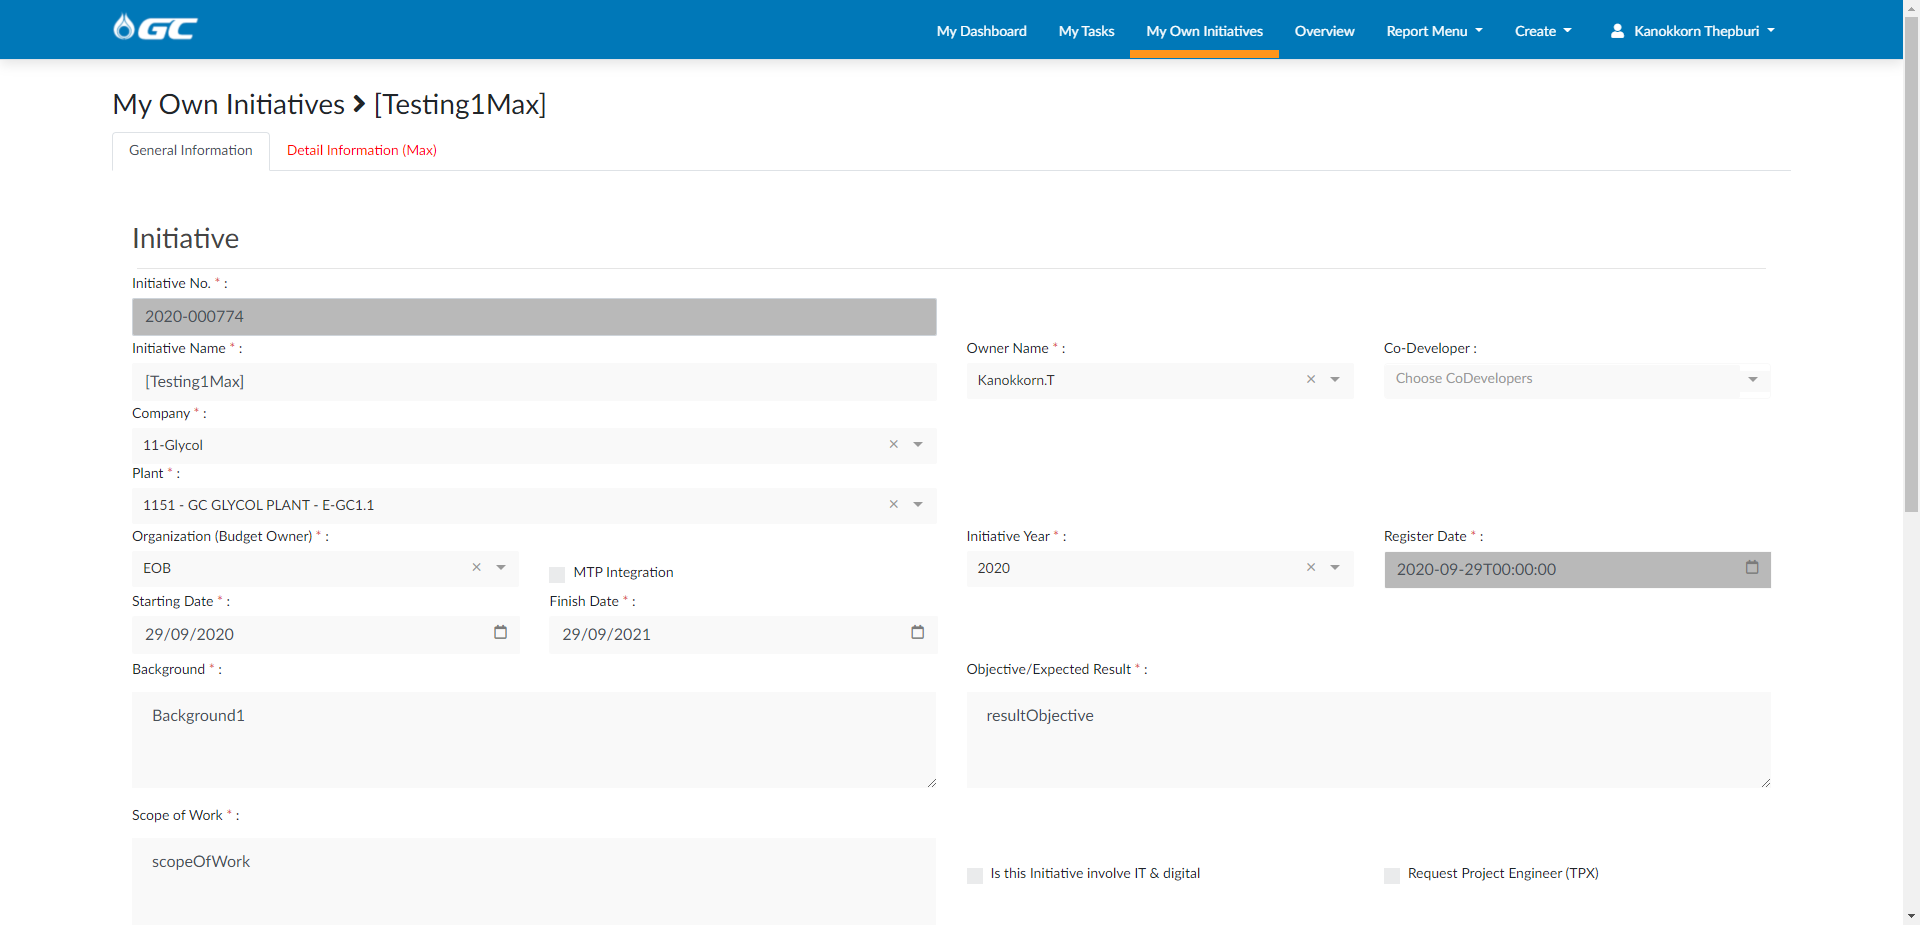 GC
My Dashboard My Tasks My Own Initiatives Overview Report Menu Create Kanokkorn Thepburi
My Own Initiatives > [Testing1Max]
General Information Detail Information (Max)
Initiative
Initiative No. * :
2020-000774
Initiative Name * : Owner Name * : Co-Developer :
[Testing1Max] Kanokkorn.T × Choose CoDevelopers
Company * :
11-Glycol ×
Plant * :
1151 - GC GLYCOL PLANT - E-GC1.1 ×
Organization (Budget Owner) * : Initiative Year * : Register Date * :
EOB × MTP Integration 2020 × 2020-09-29T00:00:00
Starting Date * : Finish Date * :
29/09/2020 29/09/2021
Background * : Objective/Expected Result * :
Background1 resultObjective
Scope of Work * :
scopeOfWork
Is this Initiative involve IT & digital Request Project Engineer (TPX)